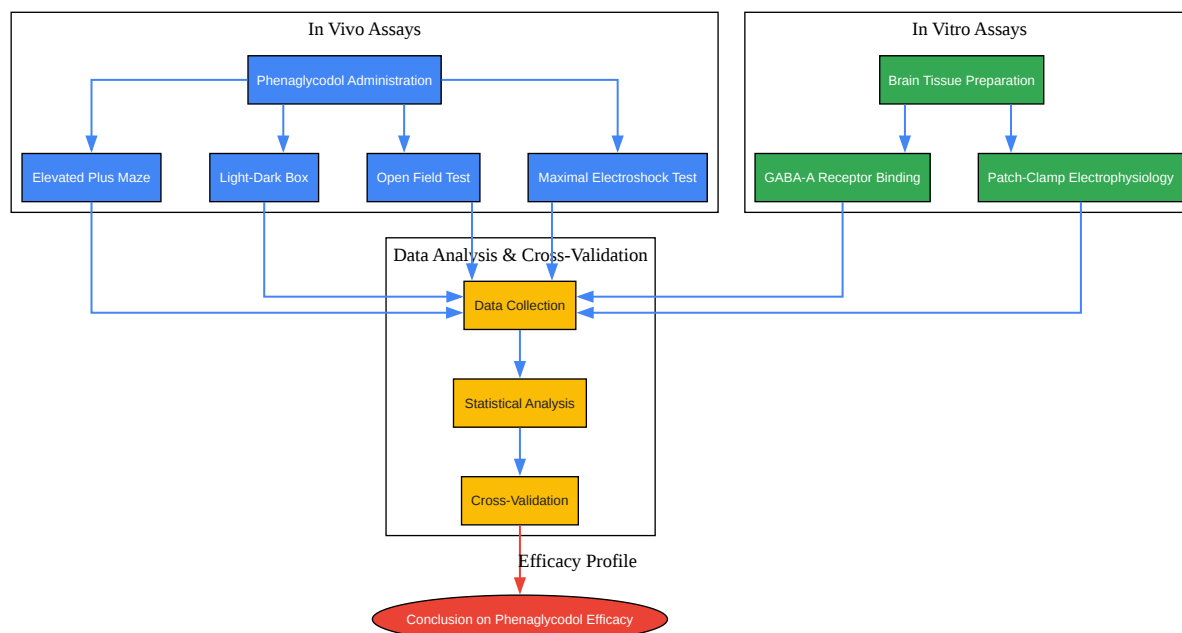 In Vivo Assays
In Vitro Assays
Phenaglycodol Administration
Brain Tissue Preparation
Elevated Plus Maze
Light-Dark Box
Open Field Test
Maximal Electroshock Test
GABA-A Receptor Binding
Patch-Clamp Electrophysiology
Data Analysis & Cross-Validation
Data Collection
Statistical Analysis
Cross-Validation
Efficacy Profile
Conclusion on Phenaglycodol Efficacy